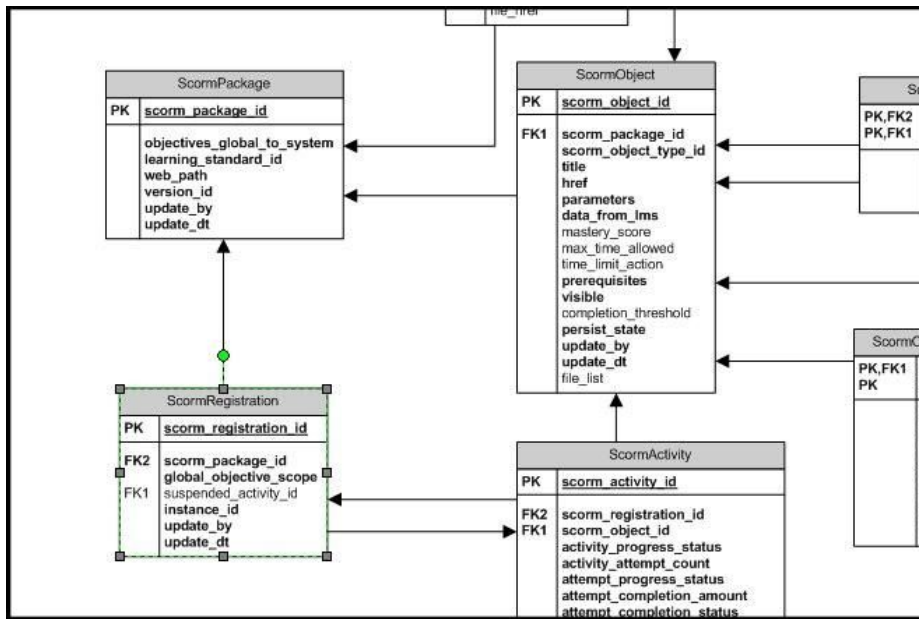 file_href
ScormPackage
PK scorm_package_id
objectives_global_to_system
learning_standard_id
web_path
version_id
update_by
update_dt
ScormObject
PK scorm_object_id
FK1 scorm_package_id
scorm_object_type_id
title
href
parameters
data_from_lms
mastery_score
max_time_allowed
time_limit_action
prerequisites
visible
completion_threshold
persist_state
update_by
update_dt
file_list
PK,FK2
PK,FK1
ScormRegistration
PK scorm_registration_id
FK2 scorm_package_id
global_objective_scope
FK1 suspended_activity_id
instance_id
update_by
update_dt
ScormActivity
PK scorm_activity_id
FK2 scorm_registration_id
FK1 scorm_object_id
activity_progress_status
activity_attempt_count
attempt_progress_status
attempt_completion_amount
attempt_completion_status
ScormO
PK,FK1
PK